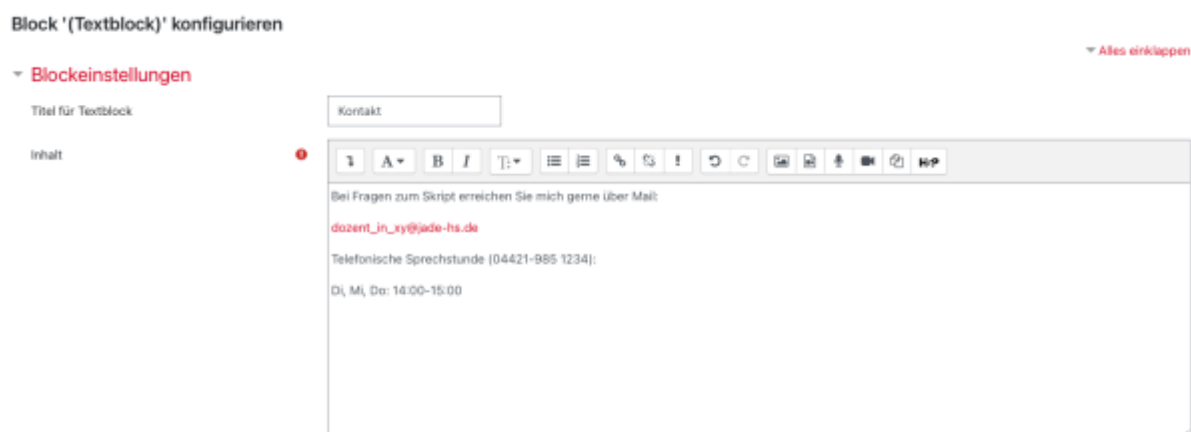 Block '(Textblock)' konfigurieren
Alles einklappen
Blockeinstellungen
Titel für Textblock
Kontakt
Inhalt
A B I T: H-P
Bei Fragen zum Skript erreichen Sie mich gerne über Mail:
dozent_in_xy@jade-hs.de
Telefonische Sprechstunde (04421-985 1234):
Di, Mi, Do: 14:00-15:00